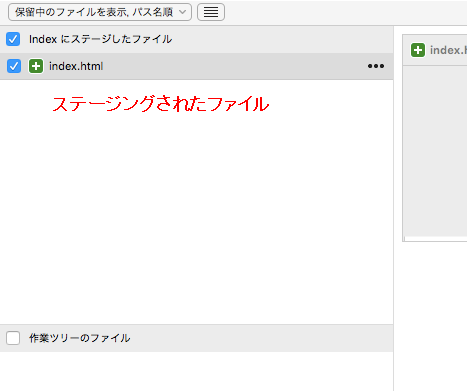 保留中のファイルを表示, パス名順
Index にステージしたファイル
index.html
ステージングされたファイル
作業ツリーのファイル
index.h